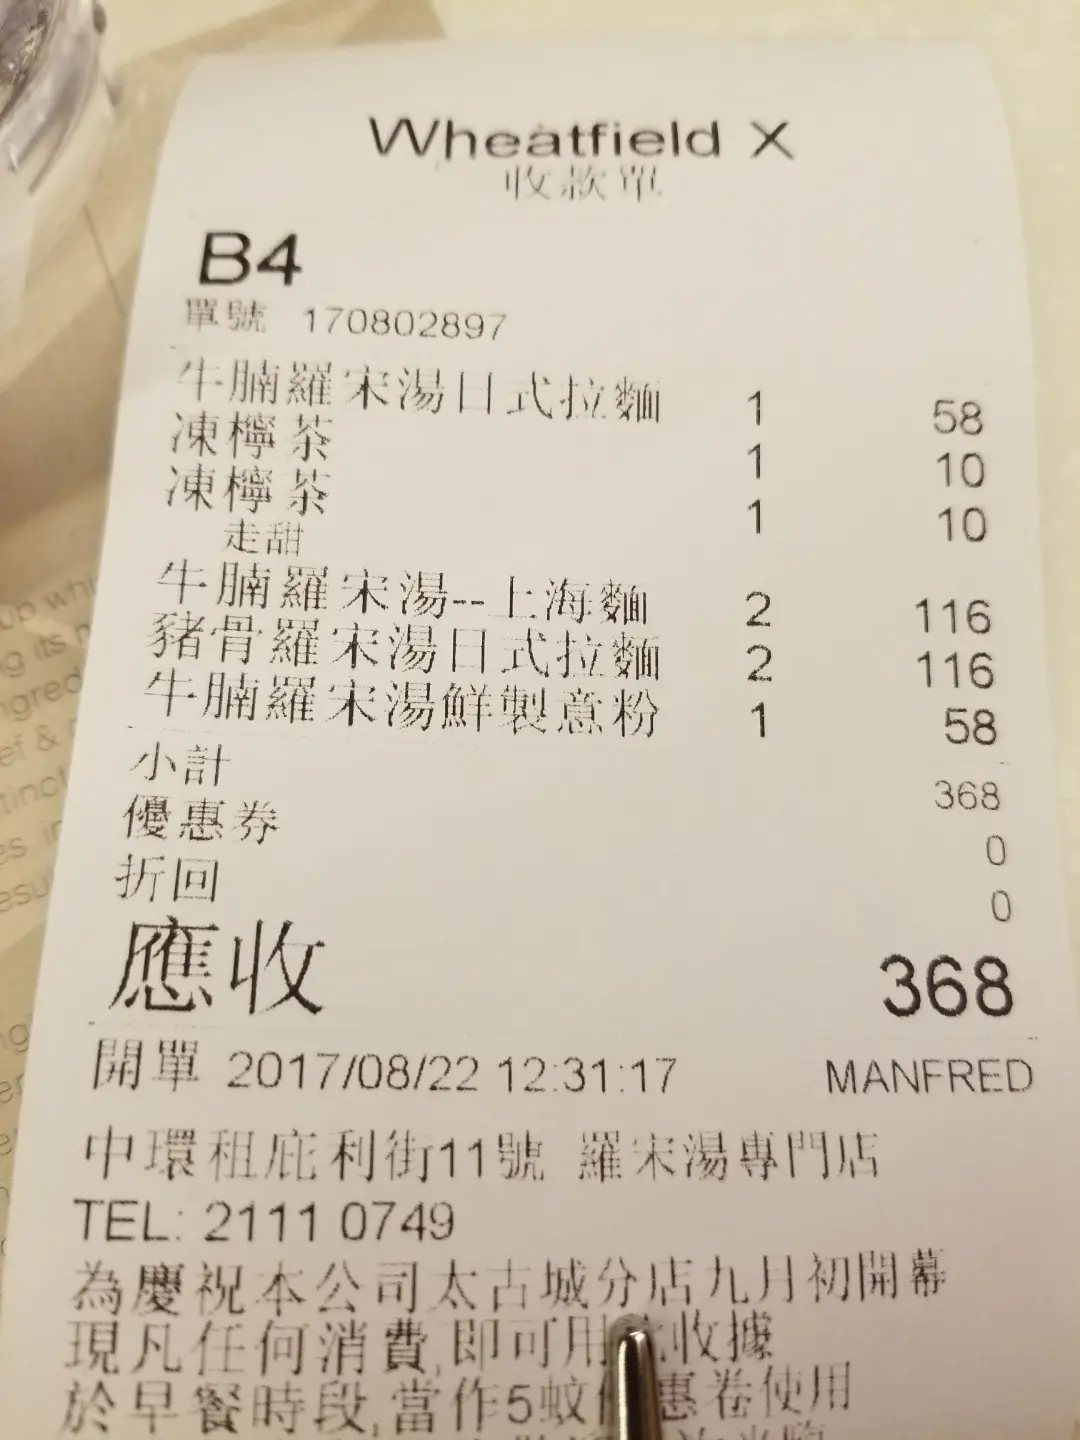 Wheatfield X
收款單
B4
單號 170802897
牛腩羅宋湯日式拉麵 1 58
凍檸茶 1 10
凍檸茶 1 10
走甜
牛腩羅宋湯--上海麵 2 116
豬骨羅宋湯日式拉麵 2 116
牛腩羅宋湯鮮製意粉 1 58
小計 368
優惠券 0
折回 0
應收 368
開單 2017/08/22 12:31:17 MANFRED
中環租庇利街11號 羅宋湯專門店
TEL: 2111 0749
為慶祝本公司太古城分店九月初開幕
現凡任何消費,即可用 收據
於早餐時段,當作5蚊 惠卷使用